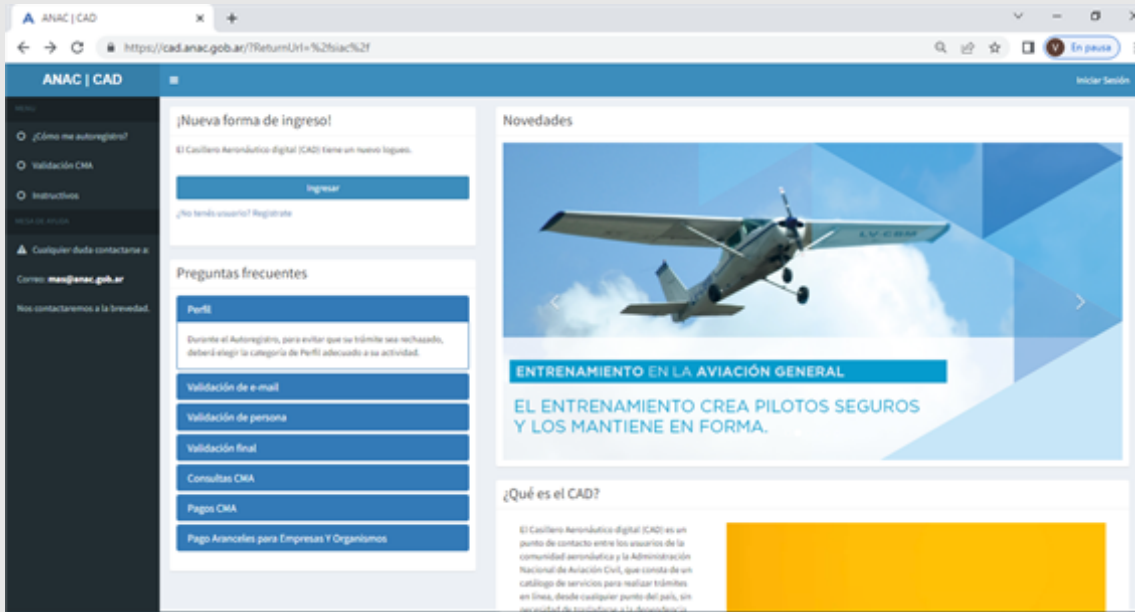 ANAC | CAD
https://cad.anac.gob.ar/?ReturnUrl=%2fsiac%2f
V
En pausa
ANAC | CAD
Iniciar Sesión
MENU
¿Cómo me autoregistro?
Validación CMA
Instructivos
MESA DE AYUDA
Cualquier duda contactarse a:
Correo: mas@anac.gob.ar
Nos contactaremos a la brevedad.
¡Nueva forma de ingreso!
El Casillero Aeronáutico digital (CAD) tiene un nuevo logueo.
Ingresar
¿No tenés usuario? Registrate
Preguntas frecuentes
Perfil
Durante el Autoregistro, para evitar que su trámite sea rechazado,
deberá elegir la categoría de Perfil adecuado a su actividad.
Validación de e-mail
Validación de persona
Validación final
Consultas CMA
Pagos CMA
Pago Aranceles para Empresas Y Organismos
Novedades
LV-CBM
ENTRENAMIENTO EN LA AVIACIÓN GENERAL
EL ENTRENAMIENTO CREA PILOTOS SEGUROS
Y LOS MANTIENE EN FORMA.
¿Qué es el CAD?
El Casillero Aeronáutico digital (CAD) es un
punto de contacto entre los usuarios de la
comunidad aeronáutica y la Administración
Nacional de Aviación Civil, que consta de un
catálogo de servicios para realizar trámites
en línea, desde cualquier punto del país, sin
necesidad de trasladarse a la dependencia